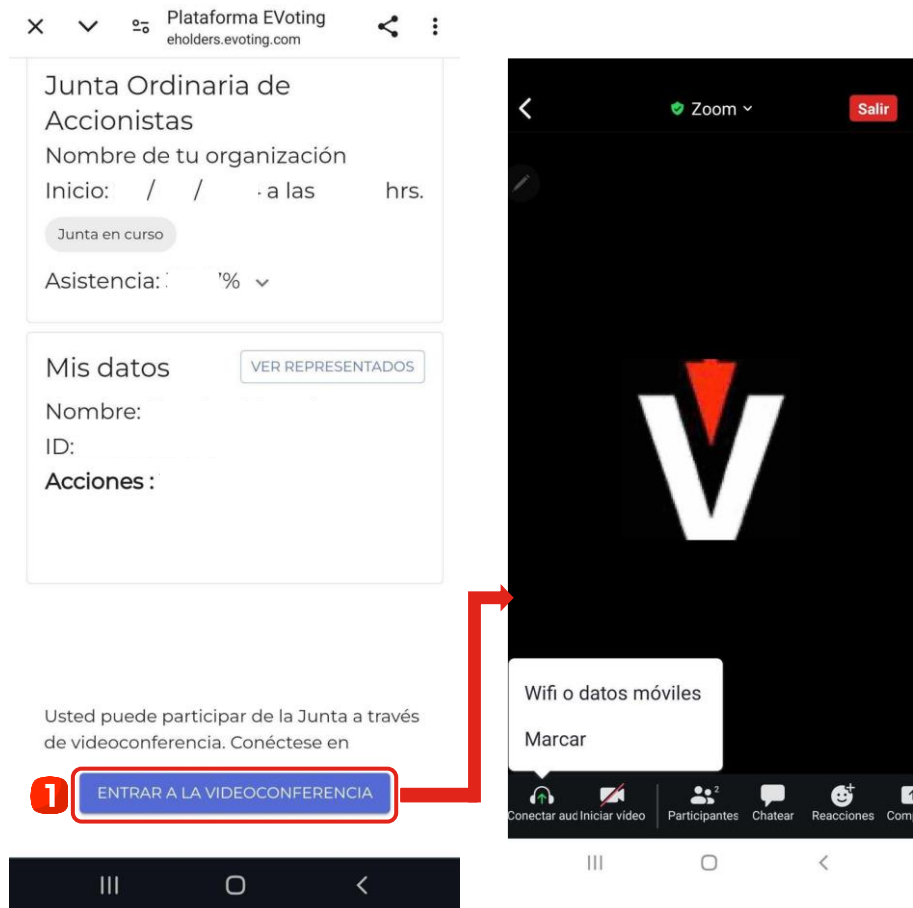 Plataforma EVoting
eholders.evoting.com
Junta Ordinaria de
Accionistas
Nombre de tu organización
Inicio: / / a las hrs.
Junta en curso
Asistencia: %
Mis datos
VER REPRESENTADOS
Nombre:
ID:
Acciones :
Usted puede participar de la Junta a través
de videoconferencia. Conéctese en
1
ENTRAR A LA VIDEOCONFERENCIA
Zoom
Salir
V
Wifi o datos móviles
Marcar
2
Conectar aud Iniciar video Participantes Chatear Reacciones Com